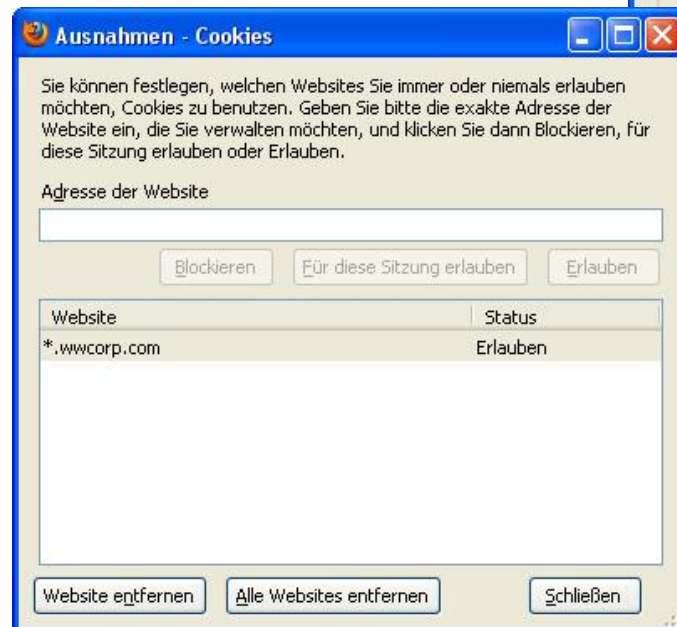 Ausnahmen - Cookies
Sie können festlegen, welchen Websites Sie immer oder niemals erlauben
möchten, Cookies zu benutzen. Geben Sie bitte die exakte Adresse der
Website ein, die Sie verwalten möchten, und klicken Sie dann Blockieren, für
diese Sitzung erlauben oder Erlauben.
Adresse der Website
Blockieren Für diese Sitzung erlauben Erlauben
Website Status
*.wwcorp.com Erlauben
Website entfernen Alle Websites entfernen Schließen